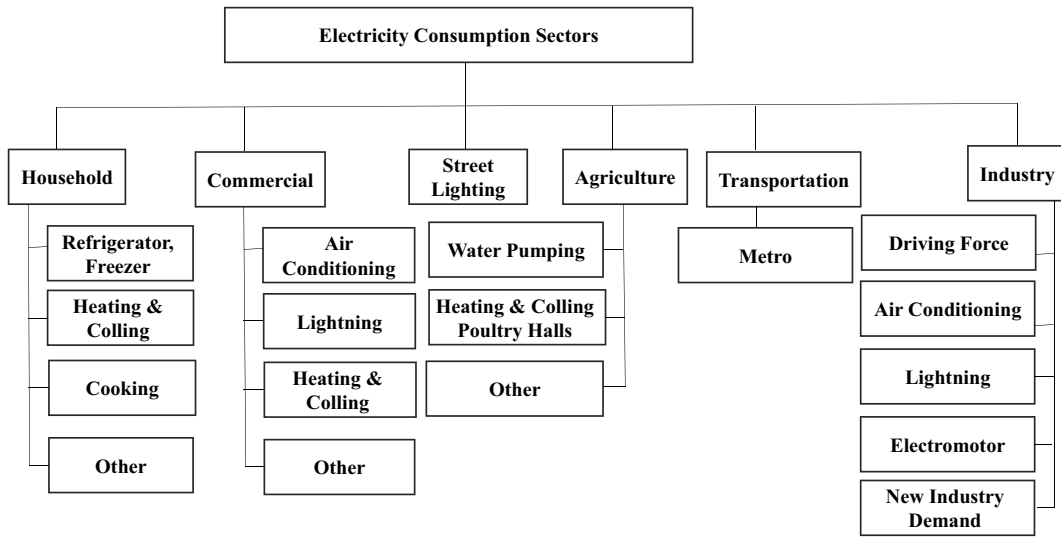 Electricity Consumption Sectors
Household
Commercial
Street
Lighting
Agriculture
Transportation
Industry
Refrigerator,
Freezer
Heating &
Colling
Cooking
Other
Air
Conditioning
Lightning
Heating &
Colling
Other
Water Pumping
Heating & Colling
Poultry Halls
Other
Metro
Driving Force
Air Conditioning
Lightning
Electromotor
New Industry
Demand